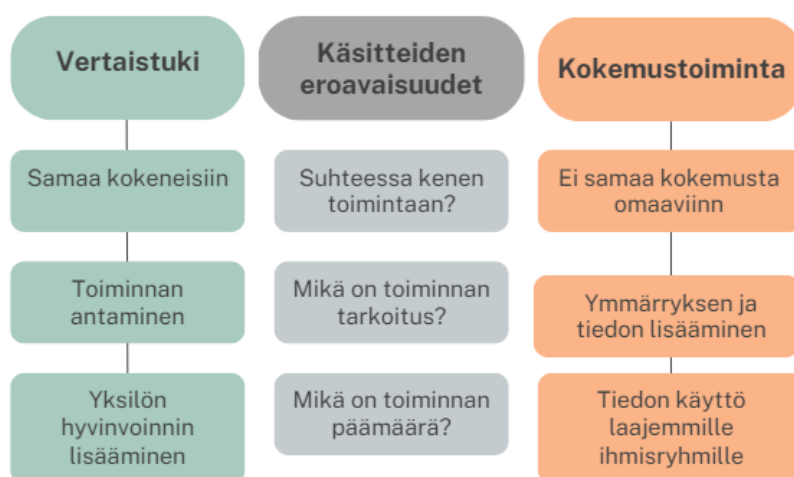 Vertaistuki
Käsitteiden
eroavaisuudet
Kokemustoiminta
Samaa kokeneisiin
Suhteessa kenen
toimintaan?
Ei samaa kokemusta
omaaviinn
Toiminnan
antaminen
Mikä on toiminnan
tarkoitus?
Ymmärryksen ja
tiedon lisääminen
Yksilön
hyvinvoinnin
lisääminen
Mikä on toiminnan
päämäärä?
Tiedon käyttö
laajemmille
ihmisryhmille